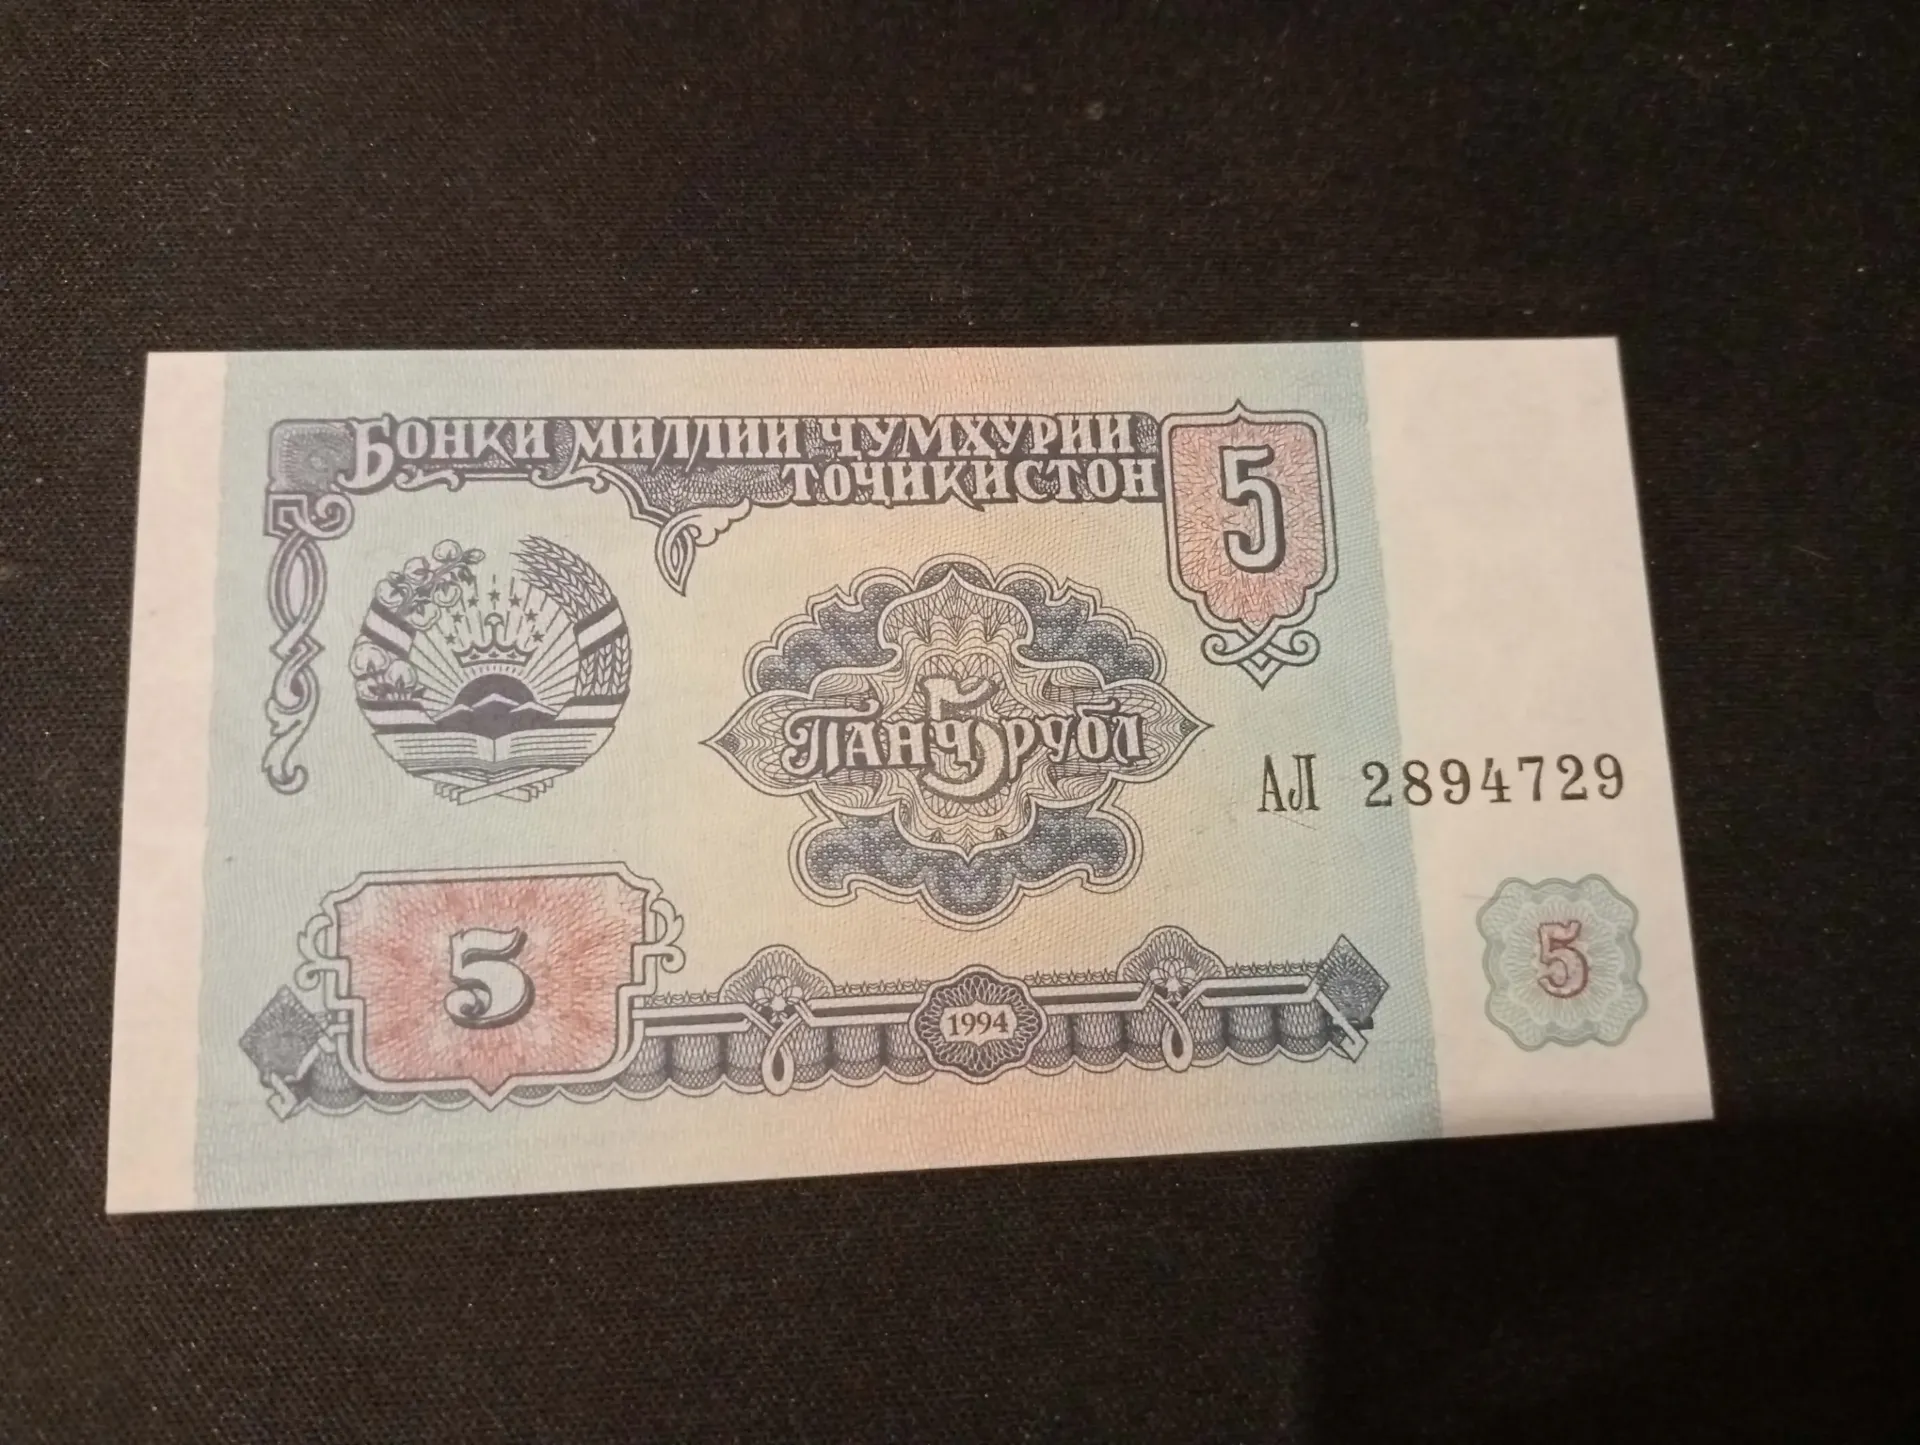 БОНКИ МИЛЛИИ ҶУМҲУРИИ
ТОҶИКИСТОН
5
5
ПАНҶ РУБЛ
АЛ 2894729
5
1994
5